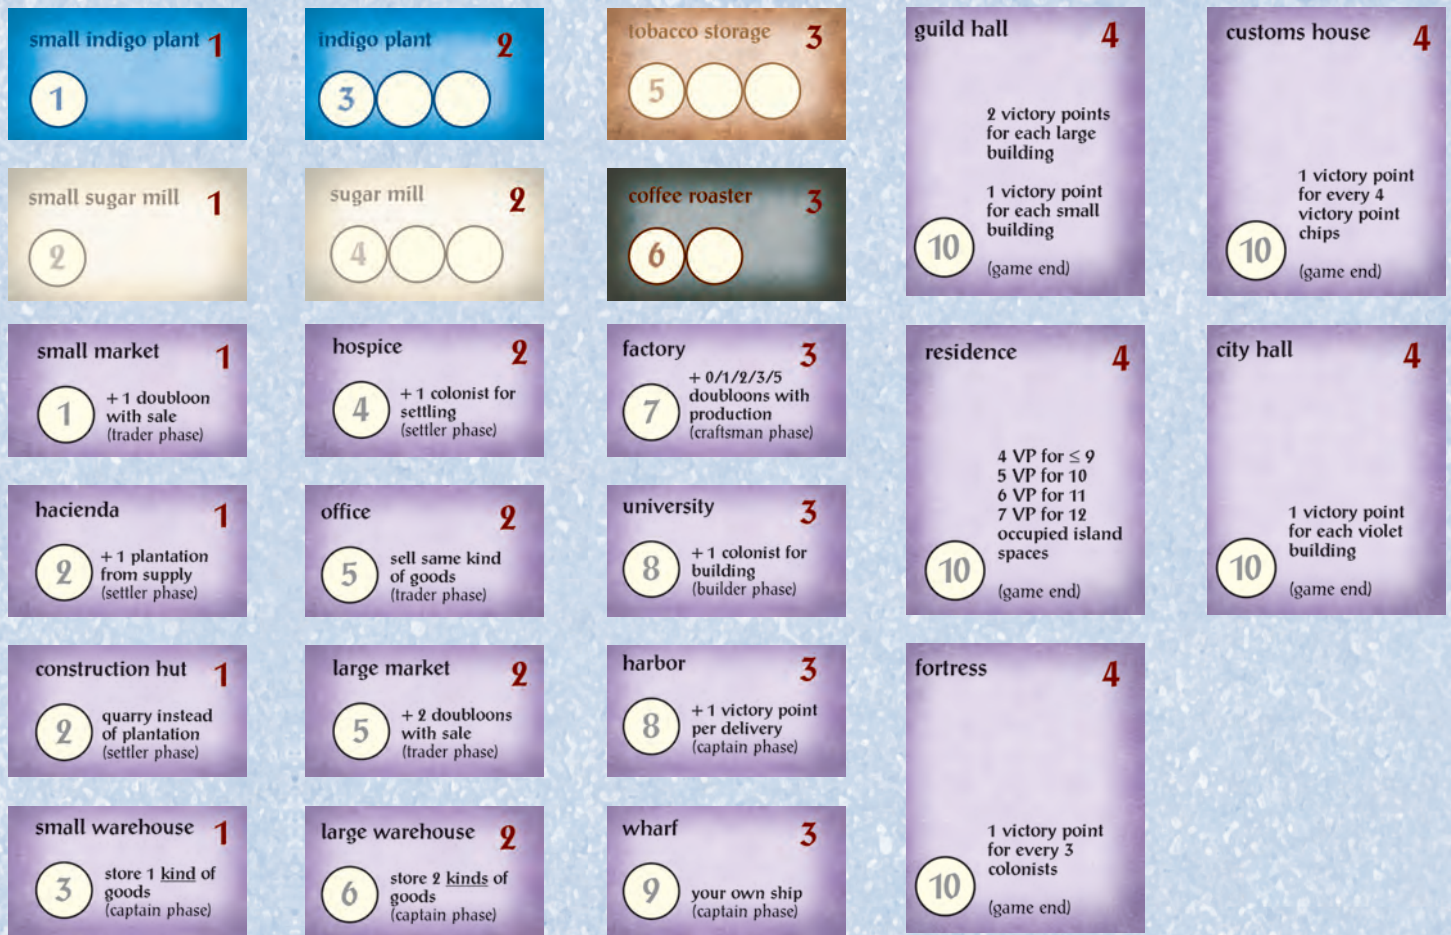 small indigo plant 1
1
indigo plant 2
3
tobacco storage 3
5
guild hall 4
2 victory points
for each large
building
1 victory point
for each small
building
10
(game end)
customs house 4
1 victory point
for every 4
victory point
chips
10
(game end)
small sugar mill 1
2
sugar mill 2
4
coffee roaster 3
6
small market 1
1
+ 1 doubloon
with sale
(trader phase)
hospice 2
4
+ 1 colonist for
settling
(settler phase)
factory 3
7
+ 0/1/2/3/5
doubloons with
production
(craftsman phase)
residence 4
4 VP for ≤ 9
5 VP for 10
6 VP for 11
7 VP for 12
occupied island
spaces
10
(game end)
city hall 4
1 victory point
for each violet
building
10
(game end)
hacienda 1
2
+ 1 plantation
from supply
(settler phase)
office 2
5
sell same kind
of goods
(trader phase)
university 3
8
+ 1 colonist for
building
(builder phase)
construction hut 1
2
quarry instead
of plantation
(settler phase)
large market 2
5
+ 2 doubloons
with sale
(trader phase)
harbor 3
8
+ 1 victory point
per delivery
(captain phase)
fortress 4
1 victory point
for every 3
colonists
10
(game end)
small warehouse 1
3
store 1 kind of
goods
(captain phase)
large warehouse 2
6
store 2 kinds of
goods
(captain phase)
wharf 3
9
your own ship
(captain phase)